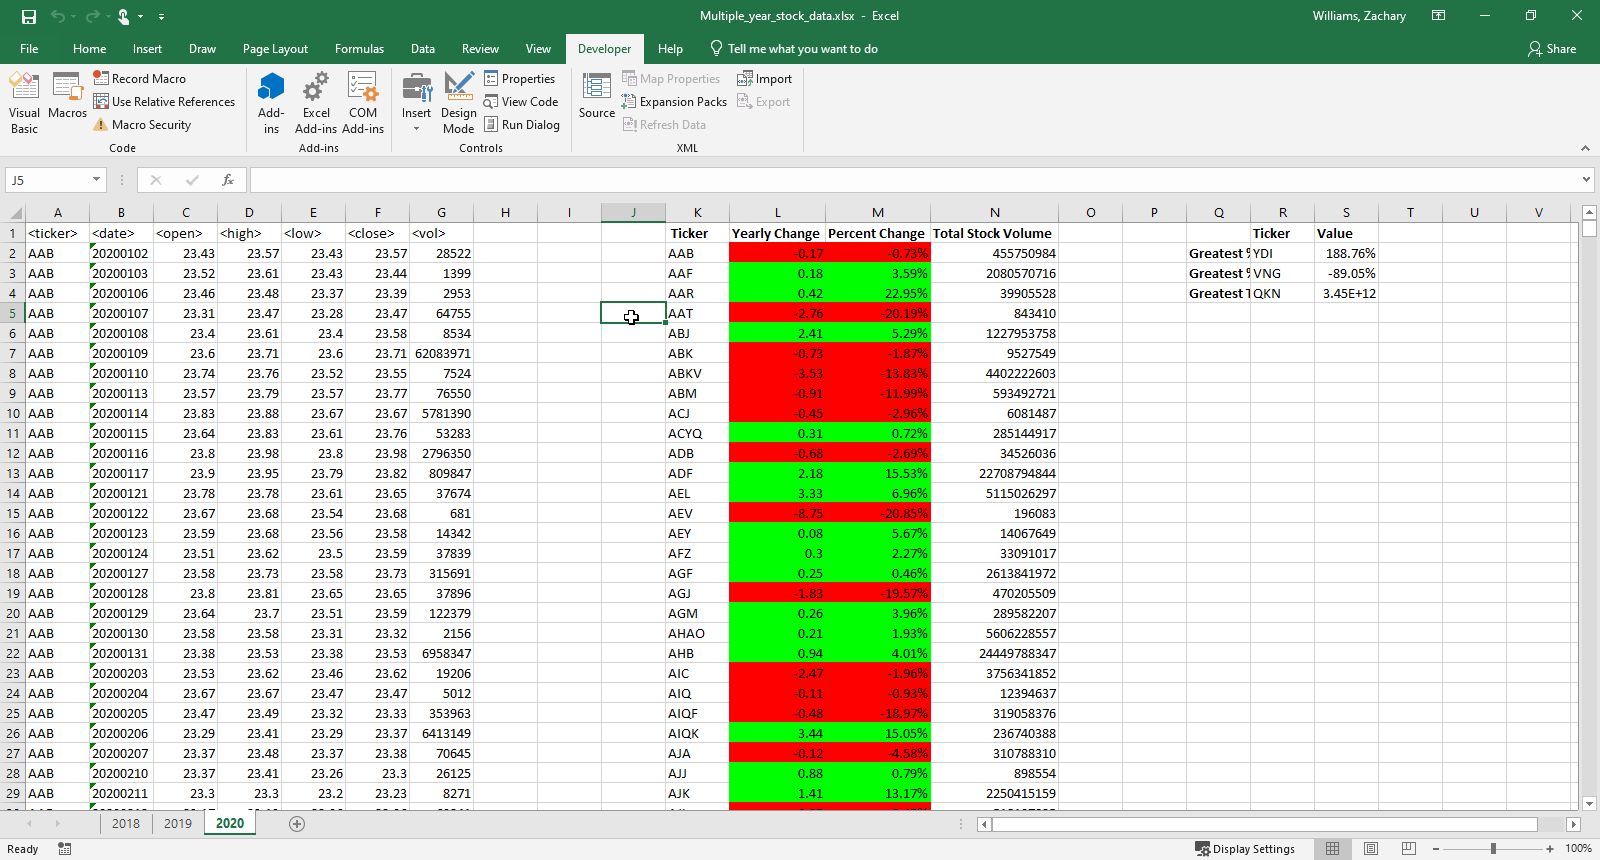 Multiple_year_stock_data.xlsx - Excel
Williams, Zachary
File Home Insert Draw Page Layout Formulas Data Review View Developer Help Tell me what you want to do Share
Visual Basic
Macros
Record Macro
Use Relative References
Macro Security
Code
Add-ins
Excel Add-ins
COM Add-ins
Add-ins
Insert
Design Mode
Properties
View Code
Run Dialog
Controls
Source
Map Properties
Expansion Packs
Refresh Data
Import
Export
XML
J5
fx
A B C D E F G H I J K L M N O P Q R S T U V
1 <ticker> <date> <open> <high> <low> <close> <vol> Ticker Yearly Change Percent Change Total Stock Volume Ticker Value
2 AAB 20200102 23.43 23.57 23.43 23.57 28522 AAB -0.17 -0.73% 455750984 Greatest YDI 188.76%
3 AAB 20200103 23.52 23.61 23.43 23.44 1399 AAF 0.18 3.59% 2080570716 Greatest VNG -89.05%
4 AAB 20200106 23.46 23.48 23.37 23.39 2953 AAR 0.42 22.95% 39905528 Greatest T QKN 3.45E+12
5 AAB 20200107 23.31 23.47 23.28 23.47 64755 AAT -2.76 -20.19% 843410
6 AAB 20200108 23.4 23.61 23.4 23.58 8534 ABJ 2.41 5.29% 1227953758
7 AAB 20200109 23.6 23.71 23.6 23.71 62083971 ABK -0.73 -1.87% 9527549
8 AAB 20200110 23.74 23.76 23.52 23.55 7524 ABKV -3.53 -13.83% 4402222603
9 AAB 20200113 23.57 23.79 23.57 23.77 76550 ABM -0.91 -11.99% 593492721
10 AAB 20200114 23.83 23.88 23.67 23.67 5781390 ACJ -0.45 -2.96% 6081487
11 AAB 20200115 23.64 23.83 23.61 23.76 53283 ACYQ 0.31 0.72% 285144917
12 AAB 20200116 23.8 23.98 23.8 23.98 2796350 ADB -0.68 -2.69% 34526036
13 AAB 20200117 23.9 23.95 23.79 23.82 809847 ADF 2.18 15.53% 22708794844
14 AAB 20200121 23.78 23.78 23.61 23.65 37674 AEL 3.33 6.96% 5115026297
15 AAB 20200122 23.67 23.68 23.54 23.68 681 AEV -8.75 -20.85% 196083
16 AAB 20200123 23.59 23.68 23.56 23.58 14342 AEY 0.08 5.67% 14067649
17 AAB 20200124 23.51 23.62 23.5 23.59 37839 AFZ 0.3 2.27% 33091017
18 AAB 20200127 23.58 23.73 23.58 23.73 315691 AGF 0.25 0.46% 2613841972
19 AAB 20200128 23.8 23.81 23.65 23.65 37896 AGJ -1.83 -19.57% 470205509
20 AAB 20200129 23.64 23.7 23.51 23.59 122379 AGM 0.26 3.96% 289582207
21 AAB 20200130 23.58 23.58 23.31 23.32 2156 AHAO 0.21 1.93% 5606228557
22 AAB 20200131 23.38 23.53 23.38 23.53 6958347 AHB 0.94 4.01% 24449788347
23 AAB 20200203 23.53 23.62 23.46 23.62 19206 AIC -2.47 -1.96% 3756341852
24 AAB 20200204 23.67 23.67 23.47 23.47 5012 AIQ -0.11 -0.93% 12394637
25 AAB 20200205 23.47 23.49 23.32 23.33 353963 AIQF -0.48 -18.97% 319058376
26 AAB 20200206 23.29 23.41 23.29 23.37 6413149 AIQK 3.44 15.05% 236740388
27 AAB 20200207 23.37 23.48 23.37 23.38 70645 AJA -0.12 -4.58% 310788310
28 AAB 20200210 23.37 23.41 23.26 23.3 26125 AJJ 0.88 0.79% 898554
29 AAB 20200211 23.3 23.3 23.2 23.23 8271 AJK 1.41 13.17% 2250415159
2018 2019 2020
Ready Display Settings 100%